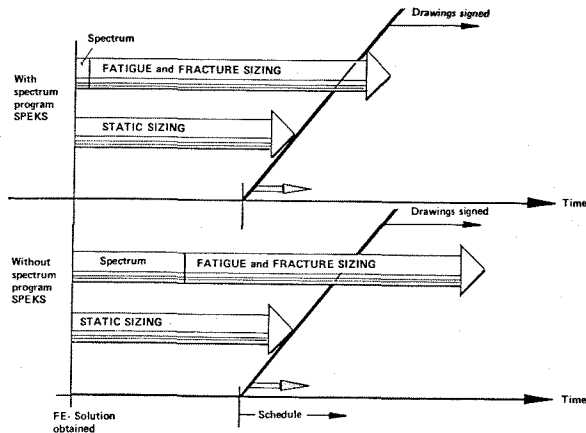 Drawings signed
Spectrum
FATIGUE and FRACTURE SIZING
With
spectrum
program
SPEKS
STATIC SIZING
Time
Drawings signed
Without
spectrum
program
SPEKS
Spectrum
FATIGUE and FRACTURE SIZING
STATIC SIZING
Time
FE- Solution
obtained
Schedule